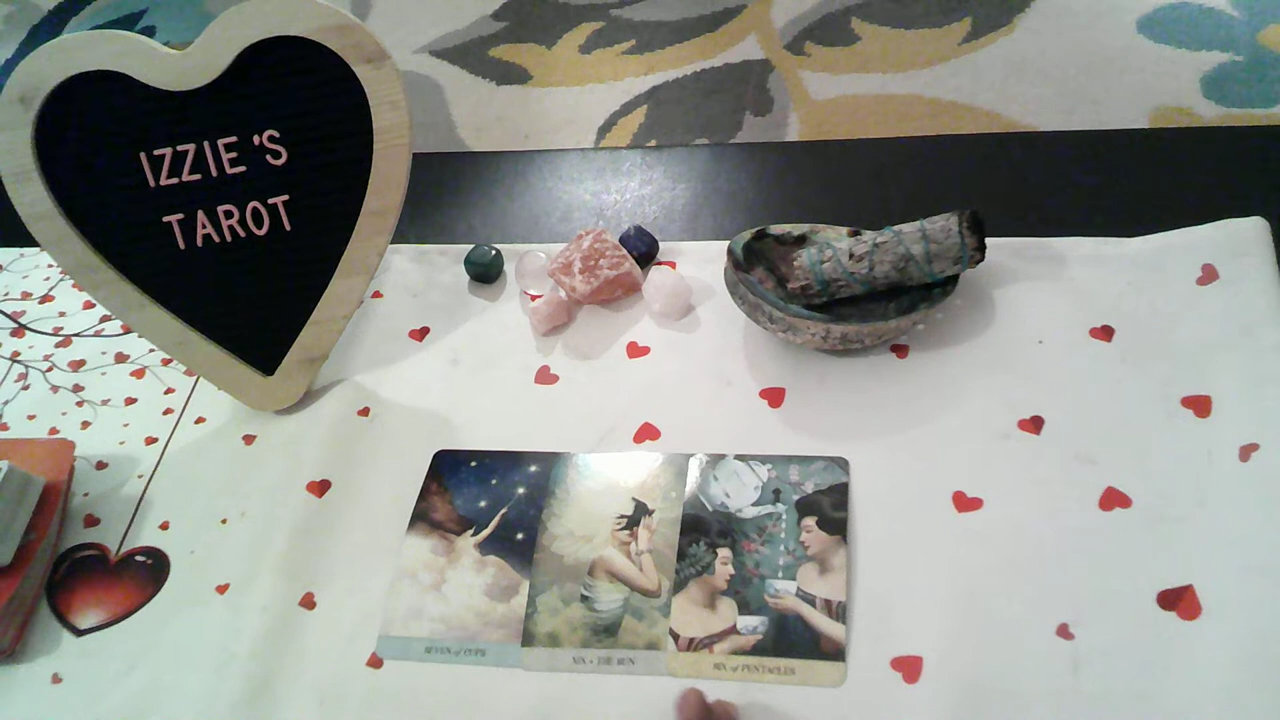 IZZIE'S
TAROT
SEVEN of CUPS
XIX • THE SUN
SIX of PENTACLES